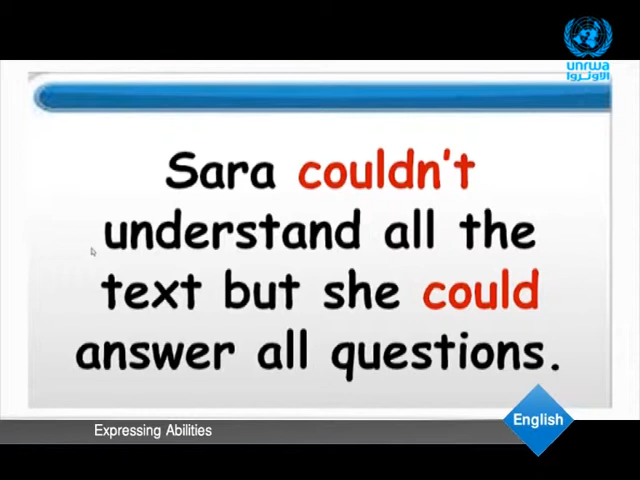 unrwa
الأونروا
Sara couldn't
understand all the
text but she could
answer all questions.
English
Expressing Abilities